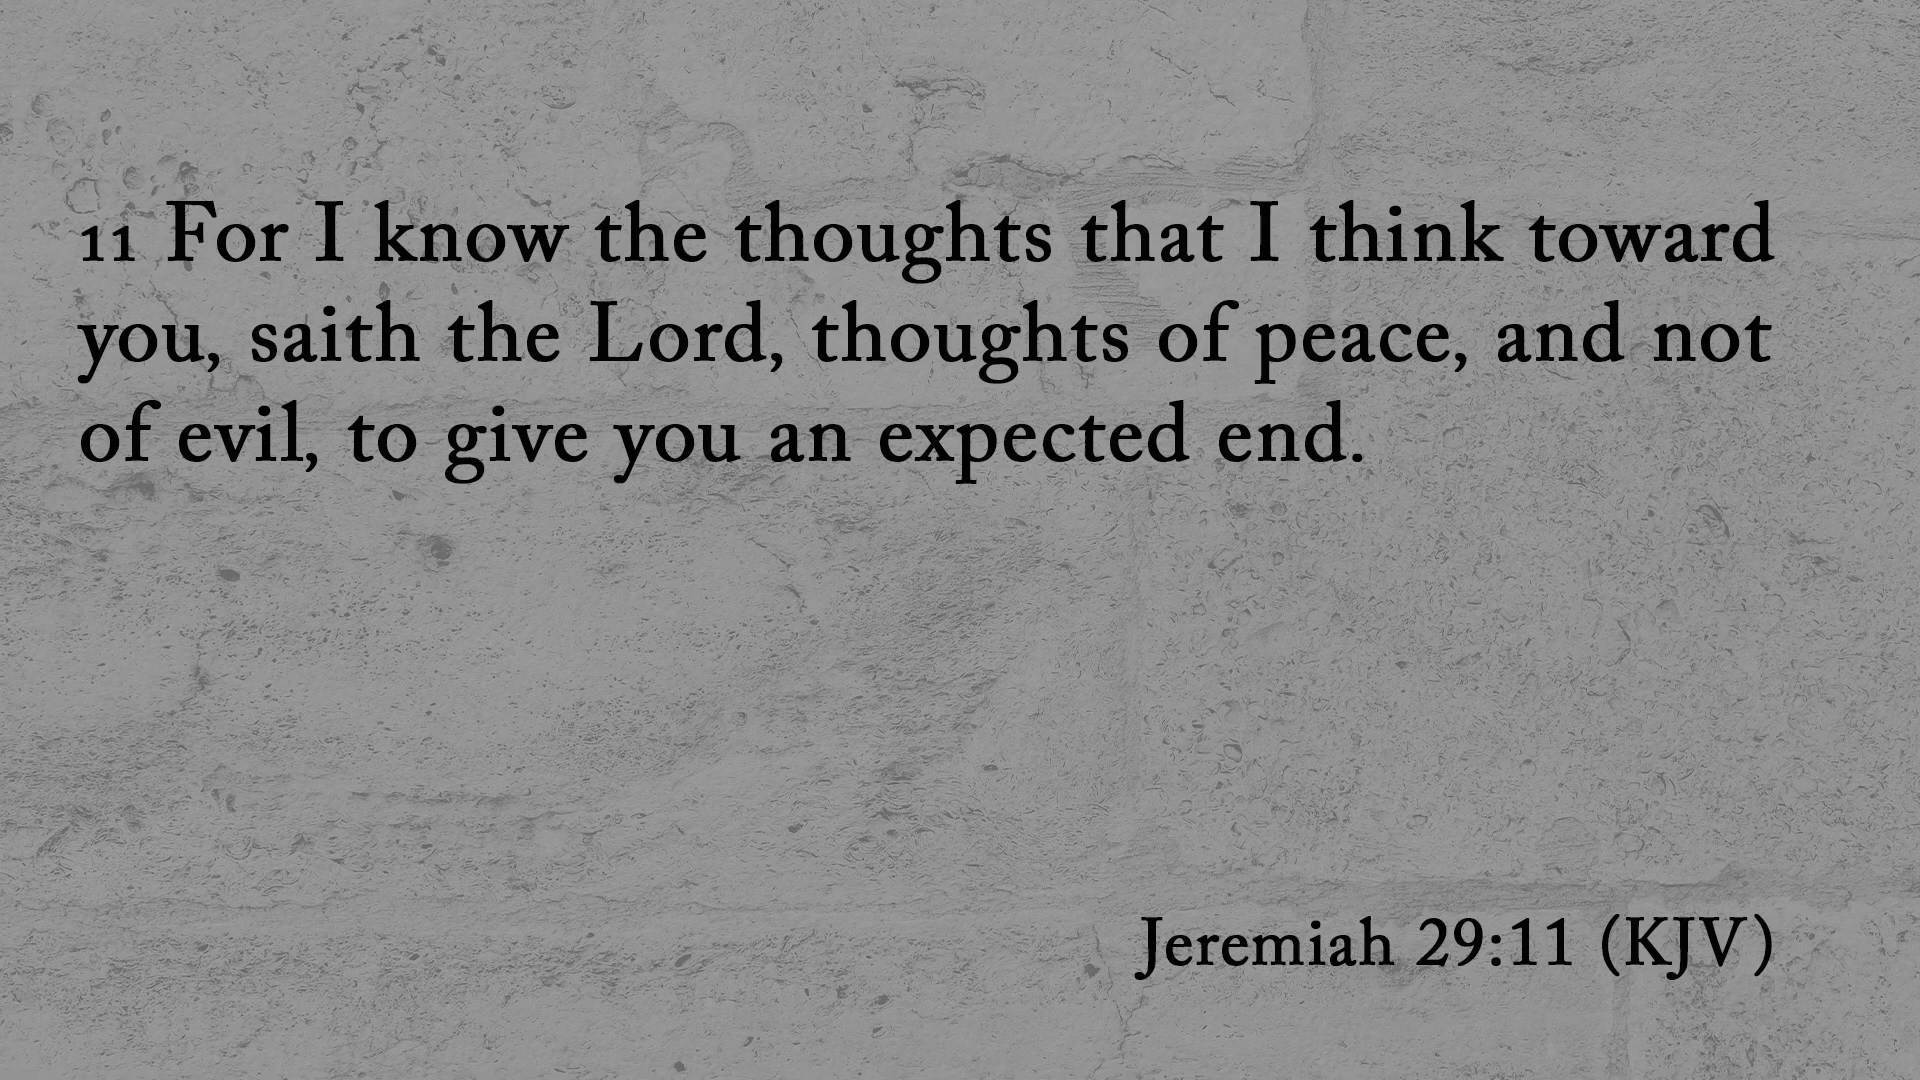 11 For I know the thoughts that I think toward
you, saith the Lord, thoughts of peace, and not
of evil, to give you an expected end.
Jeremiah 29:11 (KJV)